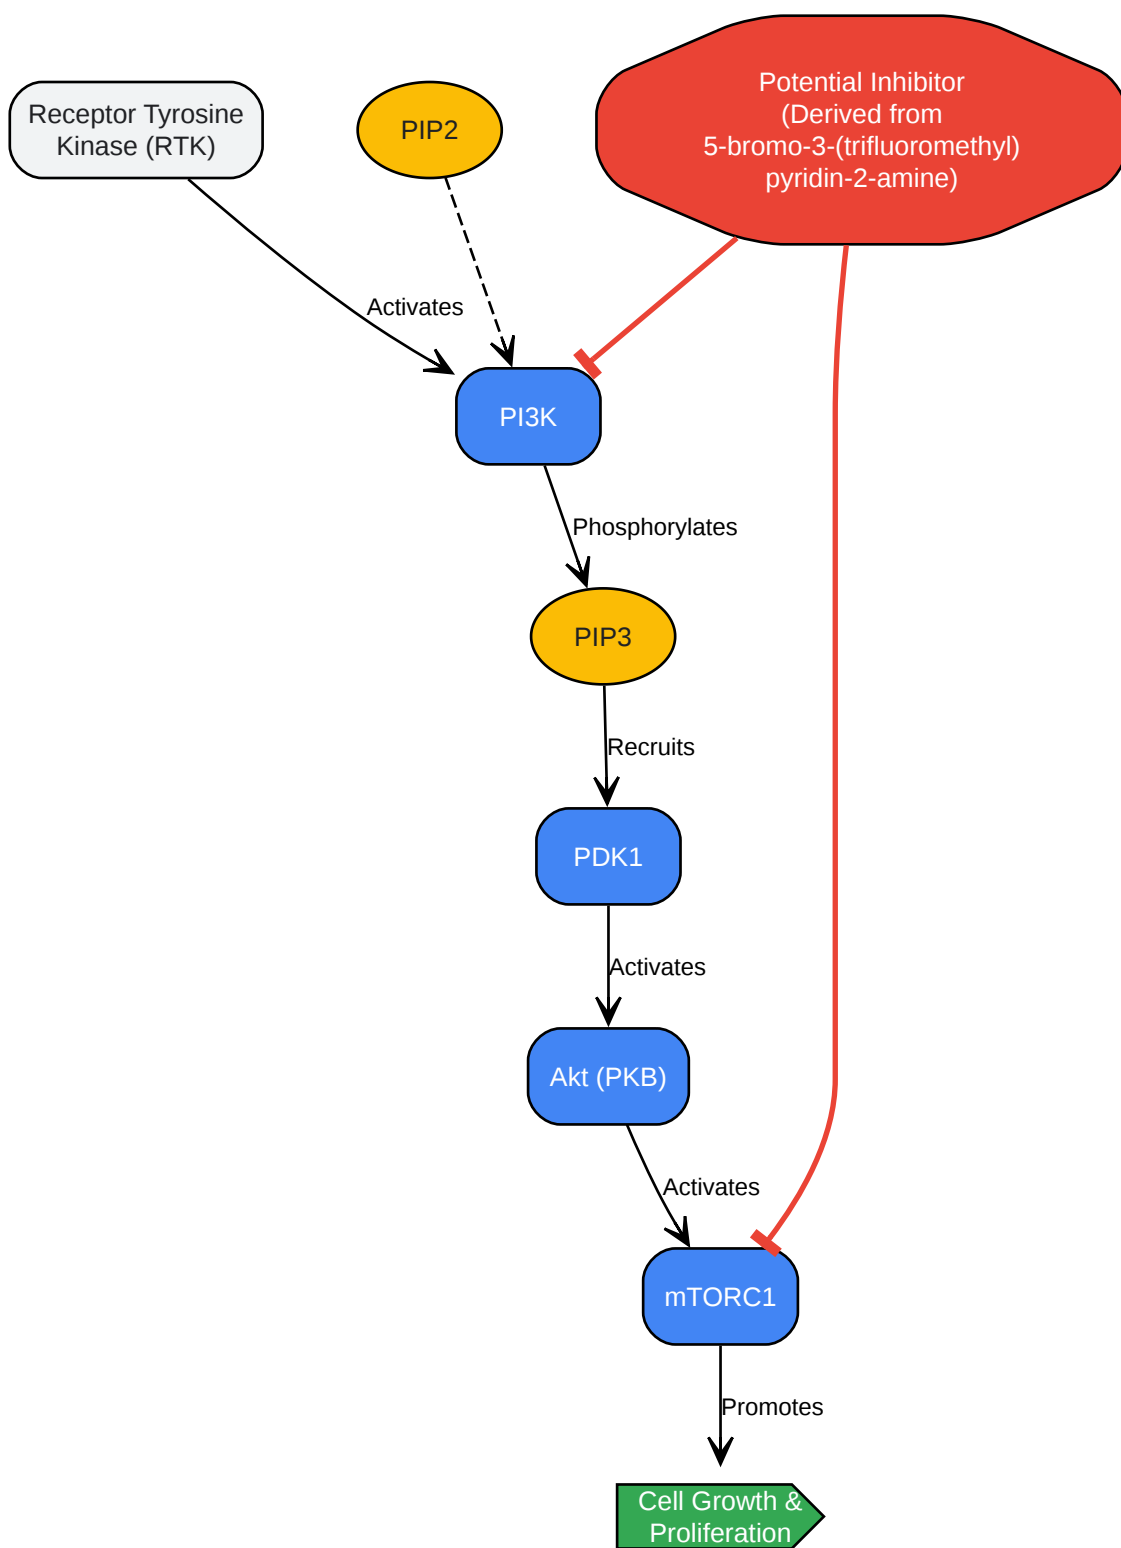 Receptor Tyrosine
Kinase (RTK)
PIP2
Potential Inhibitor
(Derived from
5-bromo-3-(trifluoromethyl)
pyridin-2-amine)
Activates
PI3K
Phosphorylates
PIP3
Recruits
PDK1
Activates
Akt (PKB)
Activates
mTORC1
Promotes
Cell Growth &
Proliferation